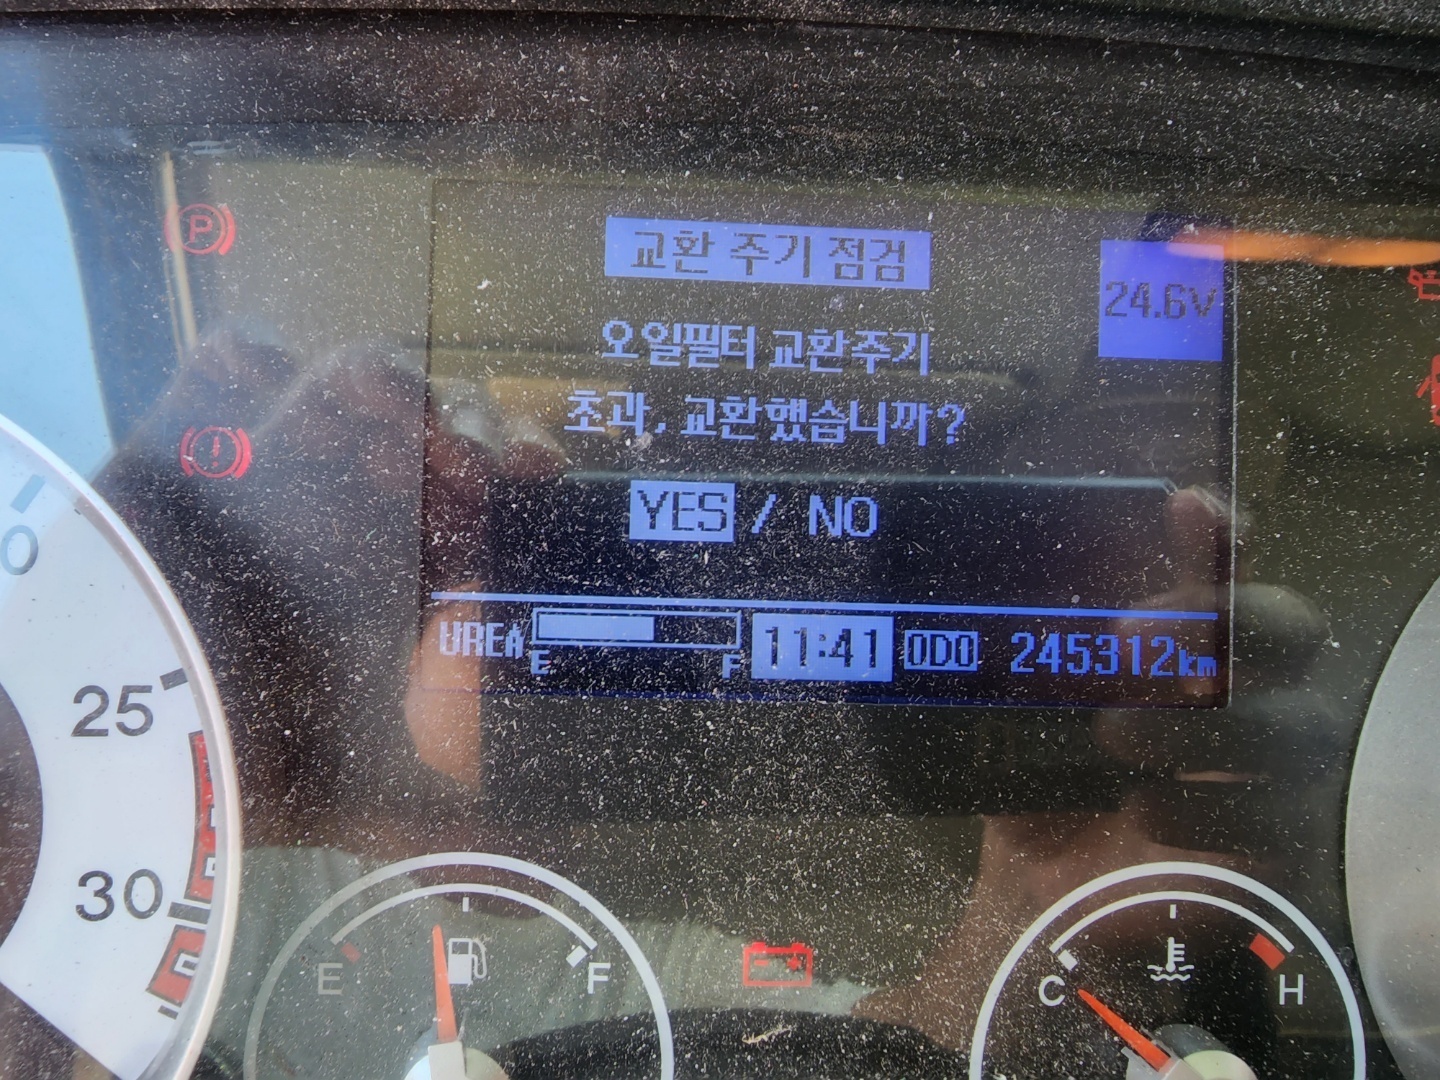 교환 주기 점검
24.6V
오일필터 교환주기
초과, 교환했습니까?
YES / NO
UREA E F 11:41 ODO 245312km
P
0
25
30
E F
C H